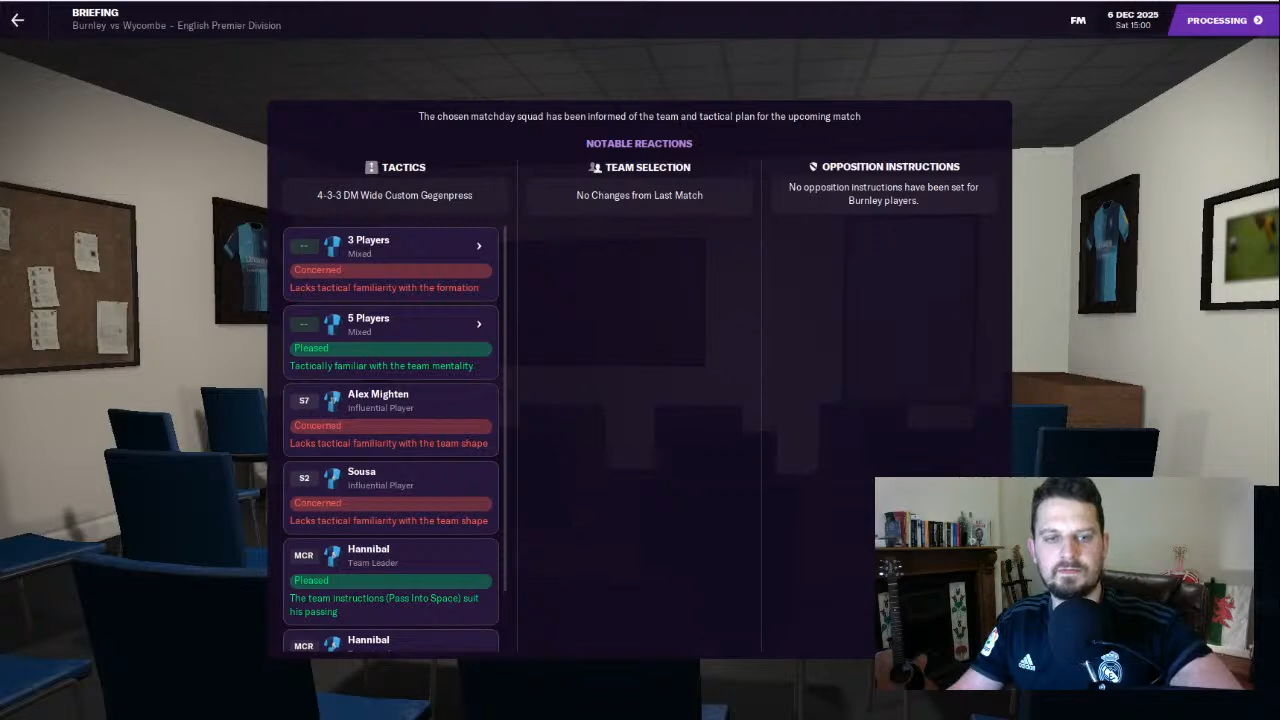 BRIEFING
Burnley vs Wycombe - English Premier Division
FM
6 DEC 2025
Sat 15:00
PROCESSING
The chosen matchday squad has been informed of the team and tactical plan for the upcoming match
NOTABLE REACTIONS
TACTICS
4-3-3 DM Wide Custom Gegenpress
-- 3 Players
Mixed
Concerned
Lacks tactical familiarity with the formation
-- 5 Players
Mixed
Pleased
Tactically familiar with the team mentality
S7 Alex Mighten
Influential Player
Concerned
Lacks tactical familiarity with the team shape
S2 Sousa
Influential Player
Concerned
Lacks tactical familiarity with the team shape
MCR Hannibal
Team Leader
Pleased
The team instructions (Pass Into Space) suit
his passing
MCR Hannibal
TEAM SELECTION
No Changes from Last Match
OPPOSITION INSTRUCTIONS
No opposition instructions have been set for
Burnley players.